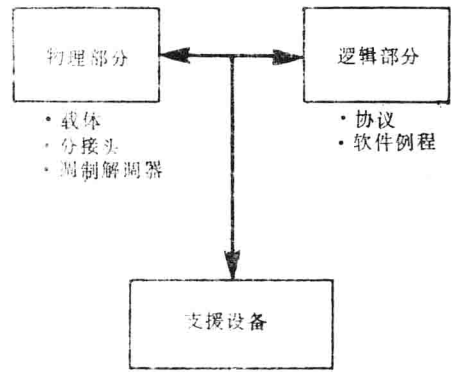 物理部分
逻辑部分
·载体
·分接头
·调制解调器
·协议
·软件例程
支援设备